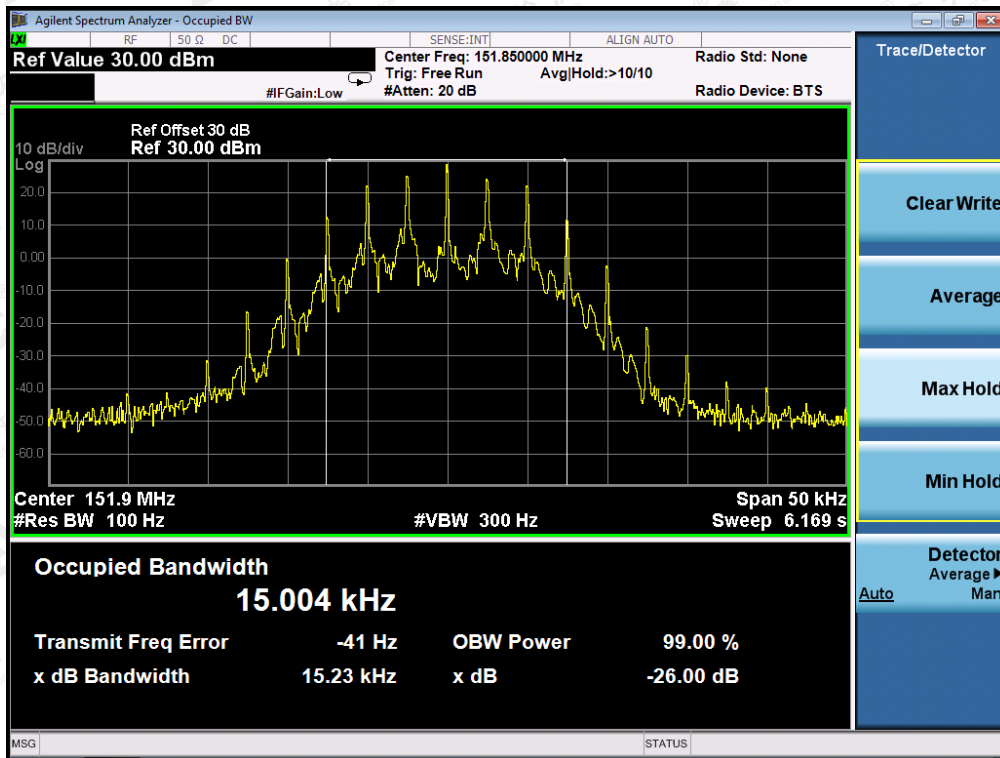 Agilent Spectrum Analyzer - Occupied BW
LXI RF 50 Ω DC SENSE:INT ALIGN AUTO
Ref Value 30.00 dBm
Center Freq: 151.850000 MHz Radio Std: None
Trig: Free Run Avg|Hold:>10/10
#IFGain:Low #Atten: 20 dB Radio Device: BTS
Ref Offset 30 dB
10 dB/div Ref 30.00 dBm
Log
20.0
10.0
0.00
-10.0
-20.0
-30.0
-40.0
-50.0
-60.0
Center 151.9 MHz Span 50 kHz
#Res BW 100 Hz #VBW 300 Hz Sweep 6.169 s
Occupied Bandwidth
15.004 kHz
Transmit Freq Error -41 Hz OBW Power 99.00 %
x dB Bandwidth 15.23 kHz x dB -26.00 dB
MSG STATUS
Trace/Detector
Clear Write
Average
Max Hold
Min Hold
Detector
Average
Auto Man